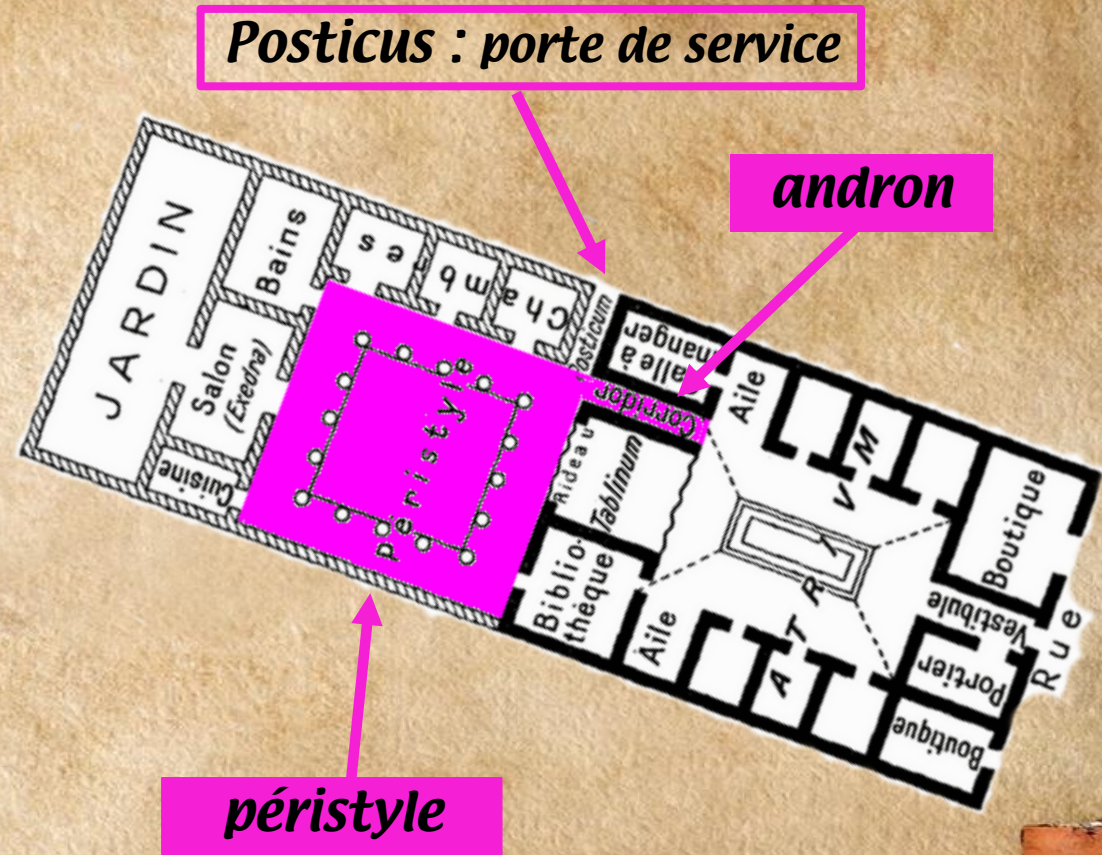 Posticus : porte de service
andron
JARDIN
Bains
Salon
(Exedra)
Cuisine
Chambres
péristyle
Posticum
Salle à
manger
Corridor
Rideau
Tablinum
Biblio-
thèque
Aile
Aile
ATRIVM
Boutique
Vestibule
Portier
Boutique
Rue
péristyle